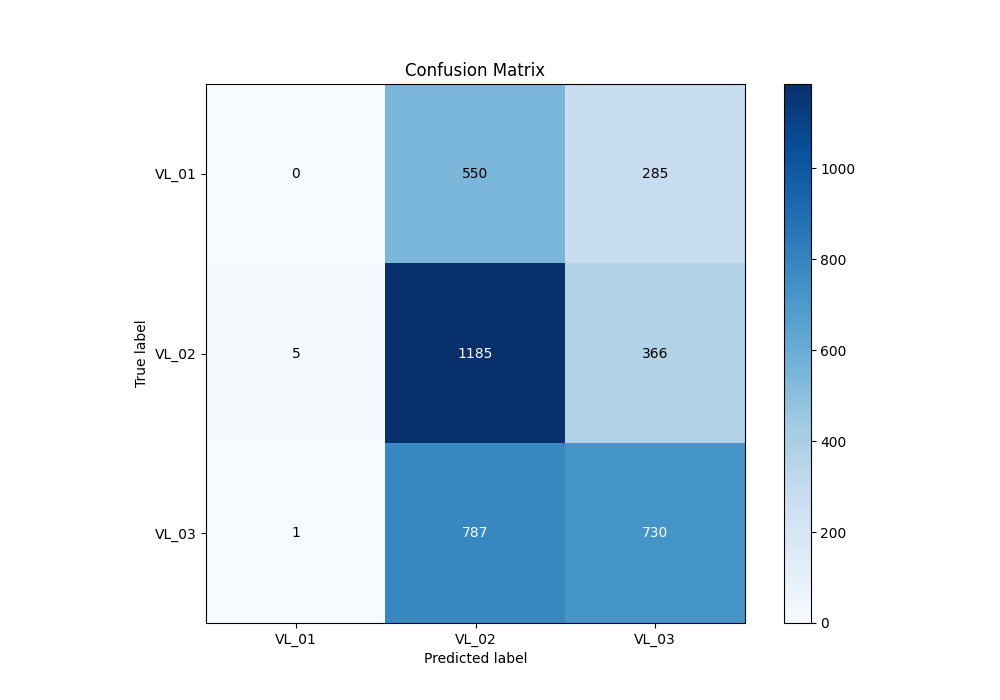 Confusion Matrix
VL_01
0
550
285
VL_02
5
1185
366
VL_03
1
787
730
VL_01
VL_02
VL_03
Predicted label
True label
1000
800
600
400
200
0